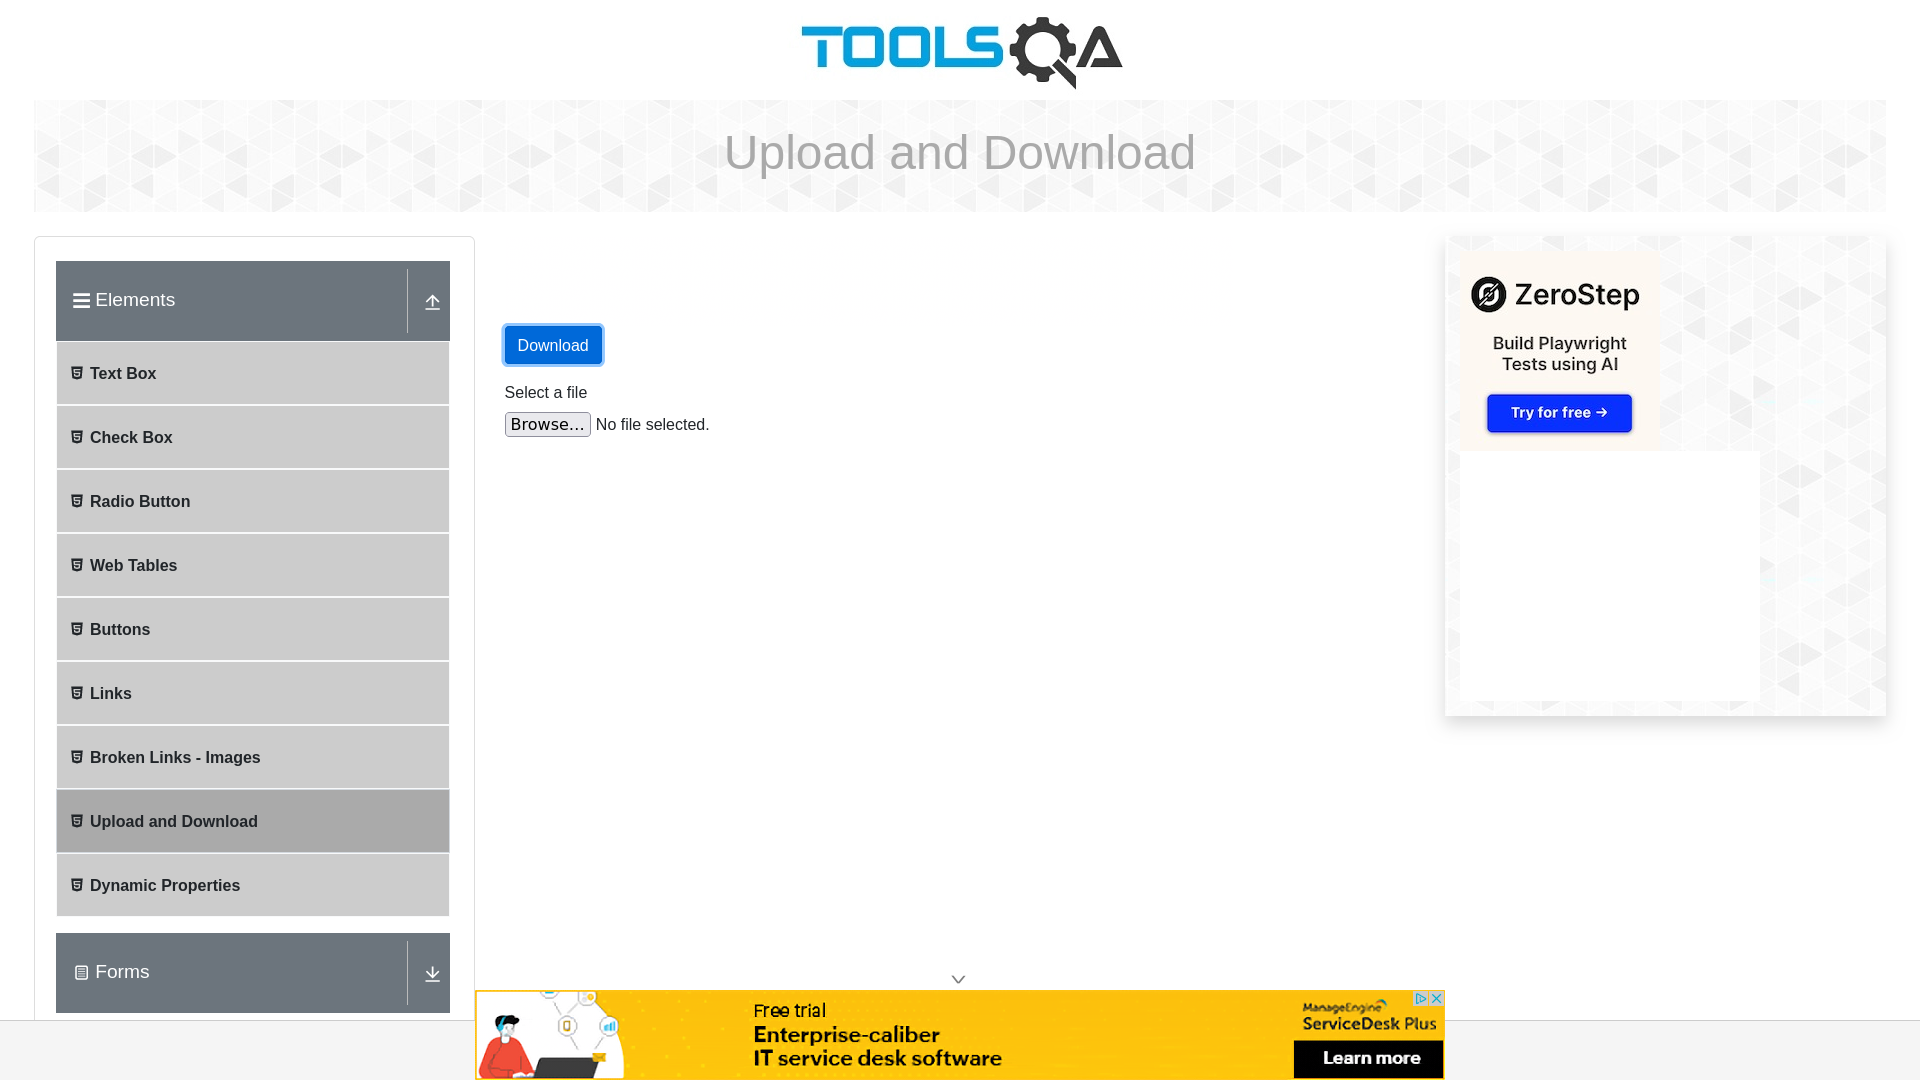 TOOLSQA
Upload and Download
Elements
Text Box
Check Box
Radio Button
Web Tables
Buttons
Links
Broken Links - Images
Upload and Download
Dynamic Properties
Forms
Download
Select a file
Browse... No file selected.
ZeroStep
Build Playwright
Tests using AI
Try for free →
Free trial
Enterprise-caliber
IT service desk software
ManageEngine
ServiceDesk Plus
Learn more